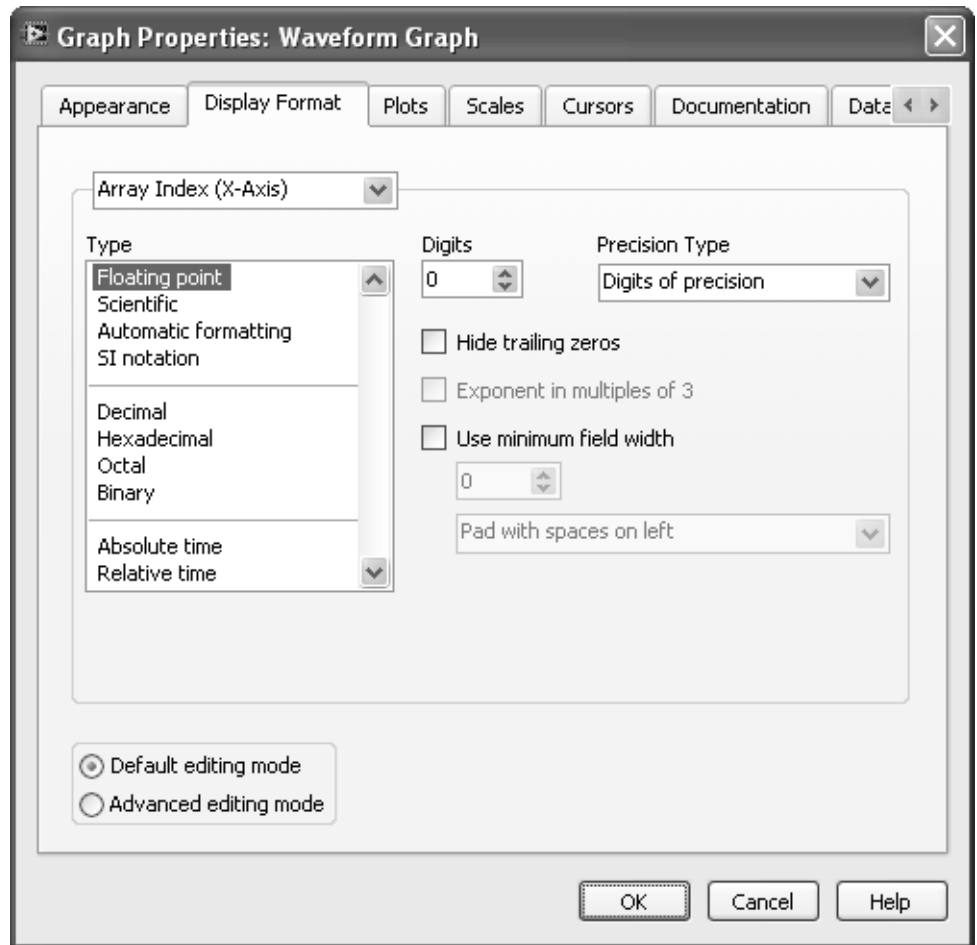 Graph Properties: Waveform Graph
Appearance Display Format Plots Scales Cursors Documentation Data
Array Index (X-Axis)
Type
Floating point
Scientific
Automatic formatting
SI notation
Decimal
Hexadecimal
Octal
Binary
Absolute time
Relative time
Digits
0
Precision Type
Digits of precision
Hide trailing zeros
Exponent in multiples of 3
Use minimum field width
0
Pad with spaces on left
Default editing mode
Advanced editing mode
OK Cancel Help